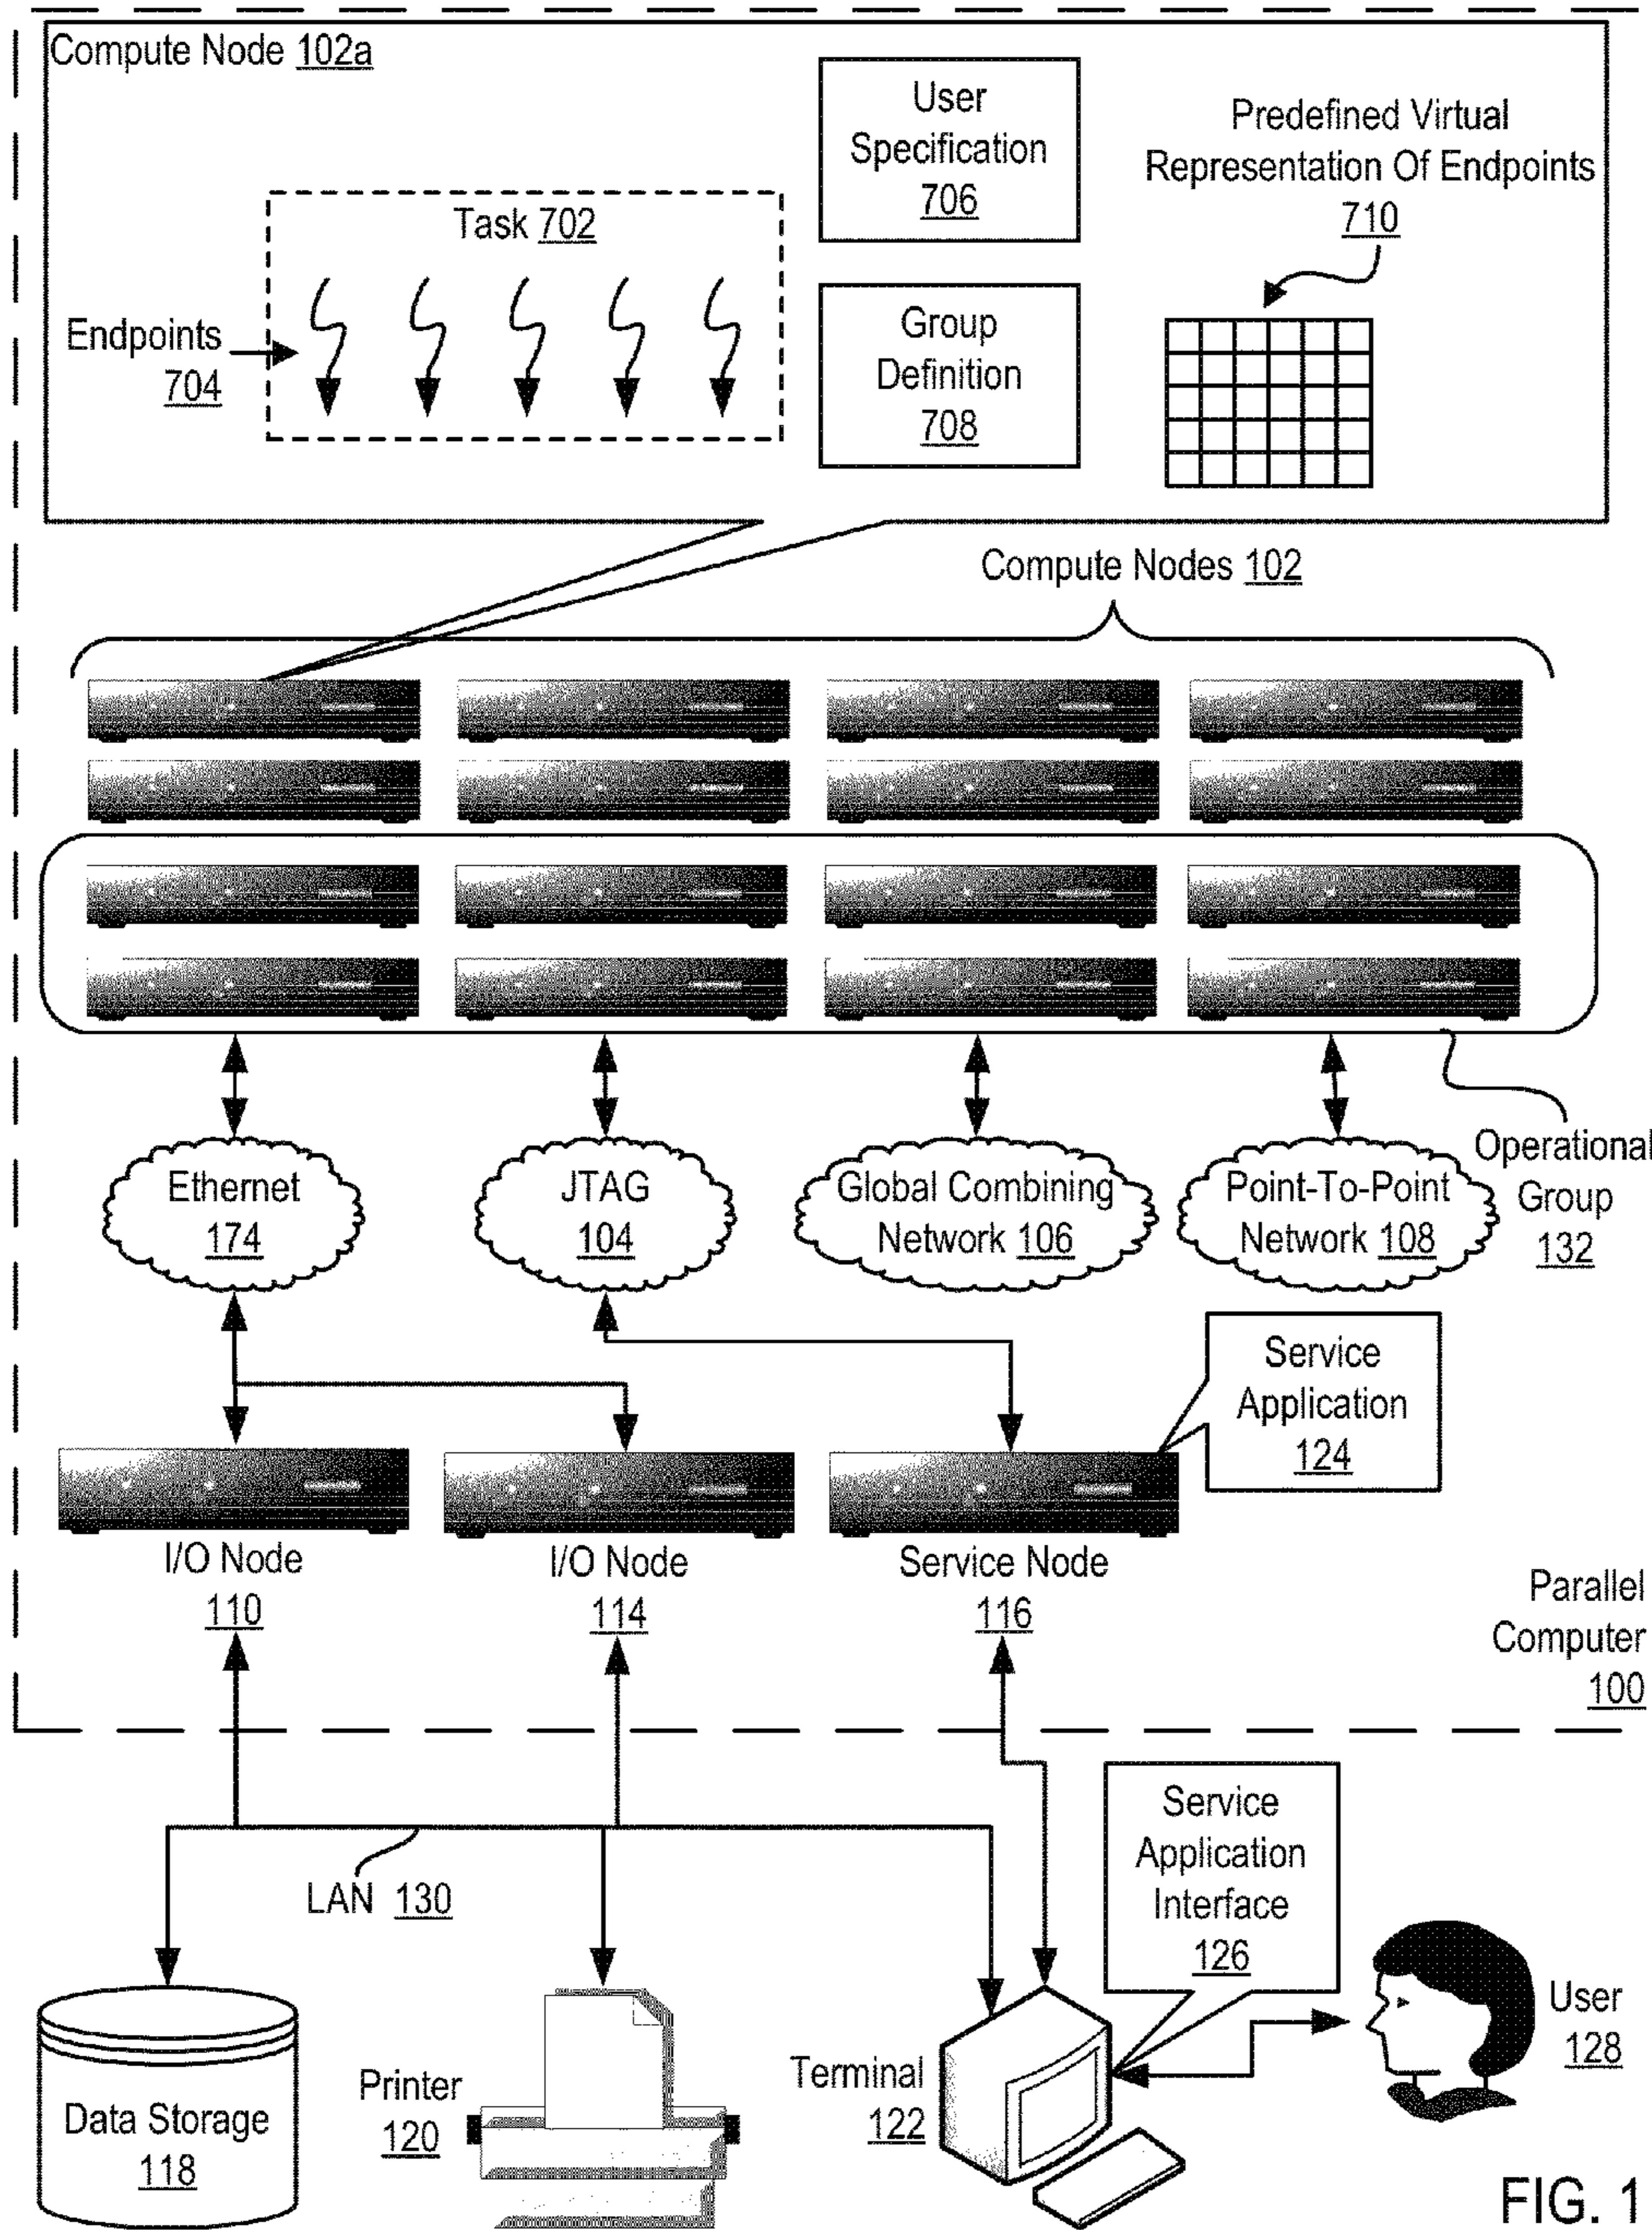 Compute Node 102a
User
Specification
706
Predefined Virtual
Representation Of Endpoints
710
Task 702
Endpoints
704
Group
Definition
708
Compute Nodes 102
Ethernet
174
JTAG
104
Global Combining
Network 106
Point-To-Point
Network 108
Operational
Group
132
Service
Application
124
I/O Node
110
I/O Node
114
Service Node
116
Parallel
Computer
100
LAN 130
Service
Application
Interface
126
Data Storage
118
Printer
120
Terminal
122
User
128
FIG. 1